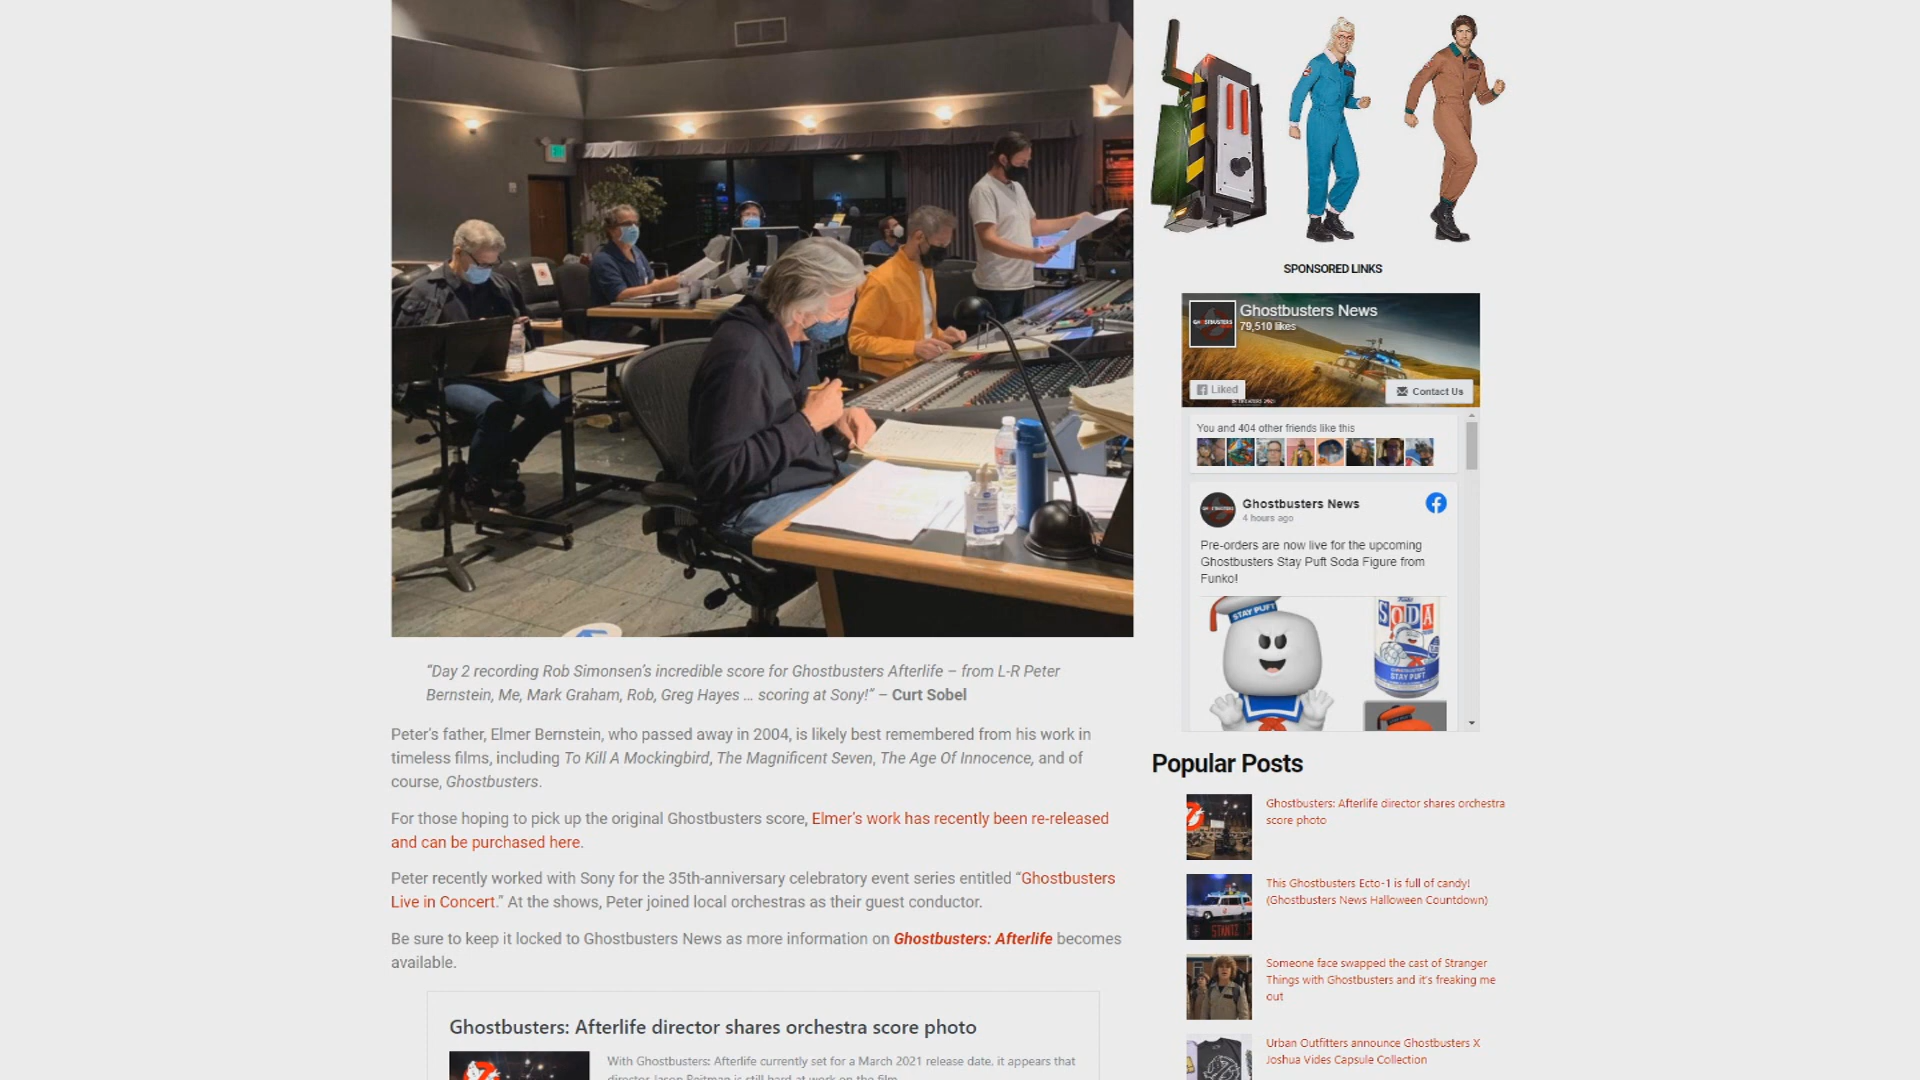 SPONSORED LINKS
Ghostbusters News
79,510 likes
Liked
Contact Us
You and 404 other friends like this
Ghostbusters News
4 hours ago
Pre-orders are now live for the upcoming
Ghostbusters Stay Puft Soda Figure from
Funko!
STAY PUFT
SODA
STAY PUFT
“Day 2 recording Rob Simonsen’s incredible score for Ghostbusters Afterlife – from L-R Peter
Bernstein, Me, Mark Graham, Rob, Greg Hayes … scoring at Sony!” – Curt Sobel
Peter’s father, Elmer Bernstein, who passed away in 2004, is likely best remembered from his work in
timeless films, including To Kill A Mockingbird, The Magnificent Seven, The Age Of Innocence, and of
course, Ghostbusters.
For those hoping to pick up the original Ghostbusters score, Elmer’s work has recently been re-released
and can be purchased here.
Peter recently worked with Sony for the 35th-anniversary celebratory event series entitled “Ghostbusters
Live in Concert.” At the shows, Peter joined local orchestras as their guest conductor.
Be sure to keep it locked to Ghostbusters News as more information on Ghostbusters: Afterlife becomes
available.
Ghostbusters: Afterlife director shares orchestra score photo
With Ghostbusters: Afterlife currently set for a March 2021 release date, it appears that
director Jason Reitman is still hard at work on the film.
Popular Posts
Ghostbusters: Afterlife director shares orchestra
score photo
This Ghostbusters Ecto-1 is full of candy!
(Ghostbusters News Halloween Countdown)
STANTZ
Someone face swapped the cast of Stranger
Things with Ghostbusters and it's freaking me
out
Urban Outfitters announce Ghostbusters X
Joshua Vides Capsule Collection